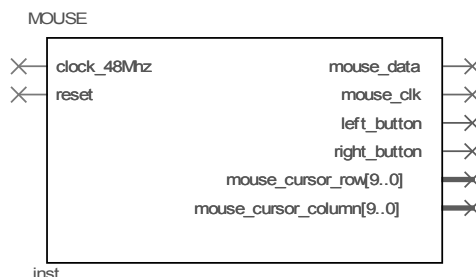 MOUSE
clock_48Mhz
mouse_data
reset
mouse_clk
left_button
right_button
mouse_cursor_row[9..0]
mouse_cursor_column[9..0]
inst